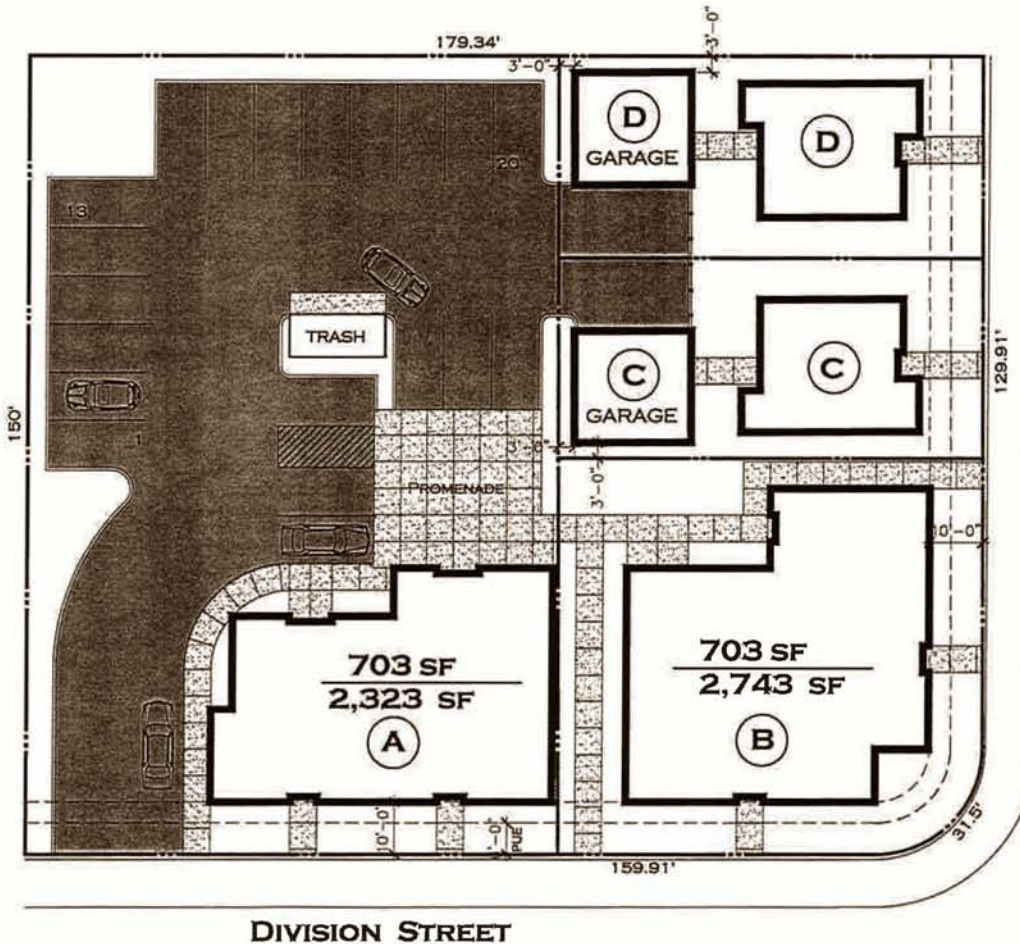 179.34'
3'-0"
3'-0"
D
GARAGE
D
20
13
TRASH
C
GARAGE
C
129.91'
150'
1
3'-0"
3'-0"
PROMENADE
10'-0"
703 SF
2,323 SF
A
703 SF
2,743 SF
B
10'-0"
PUE
31.5'
159.91'
DIVISION STREET